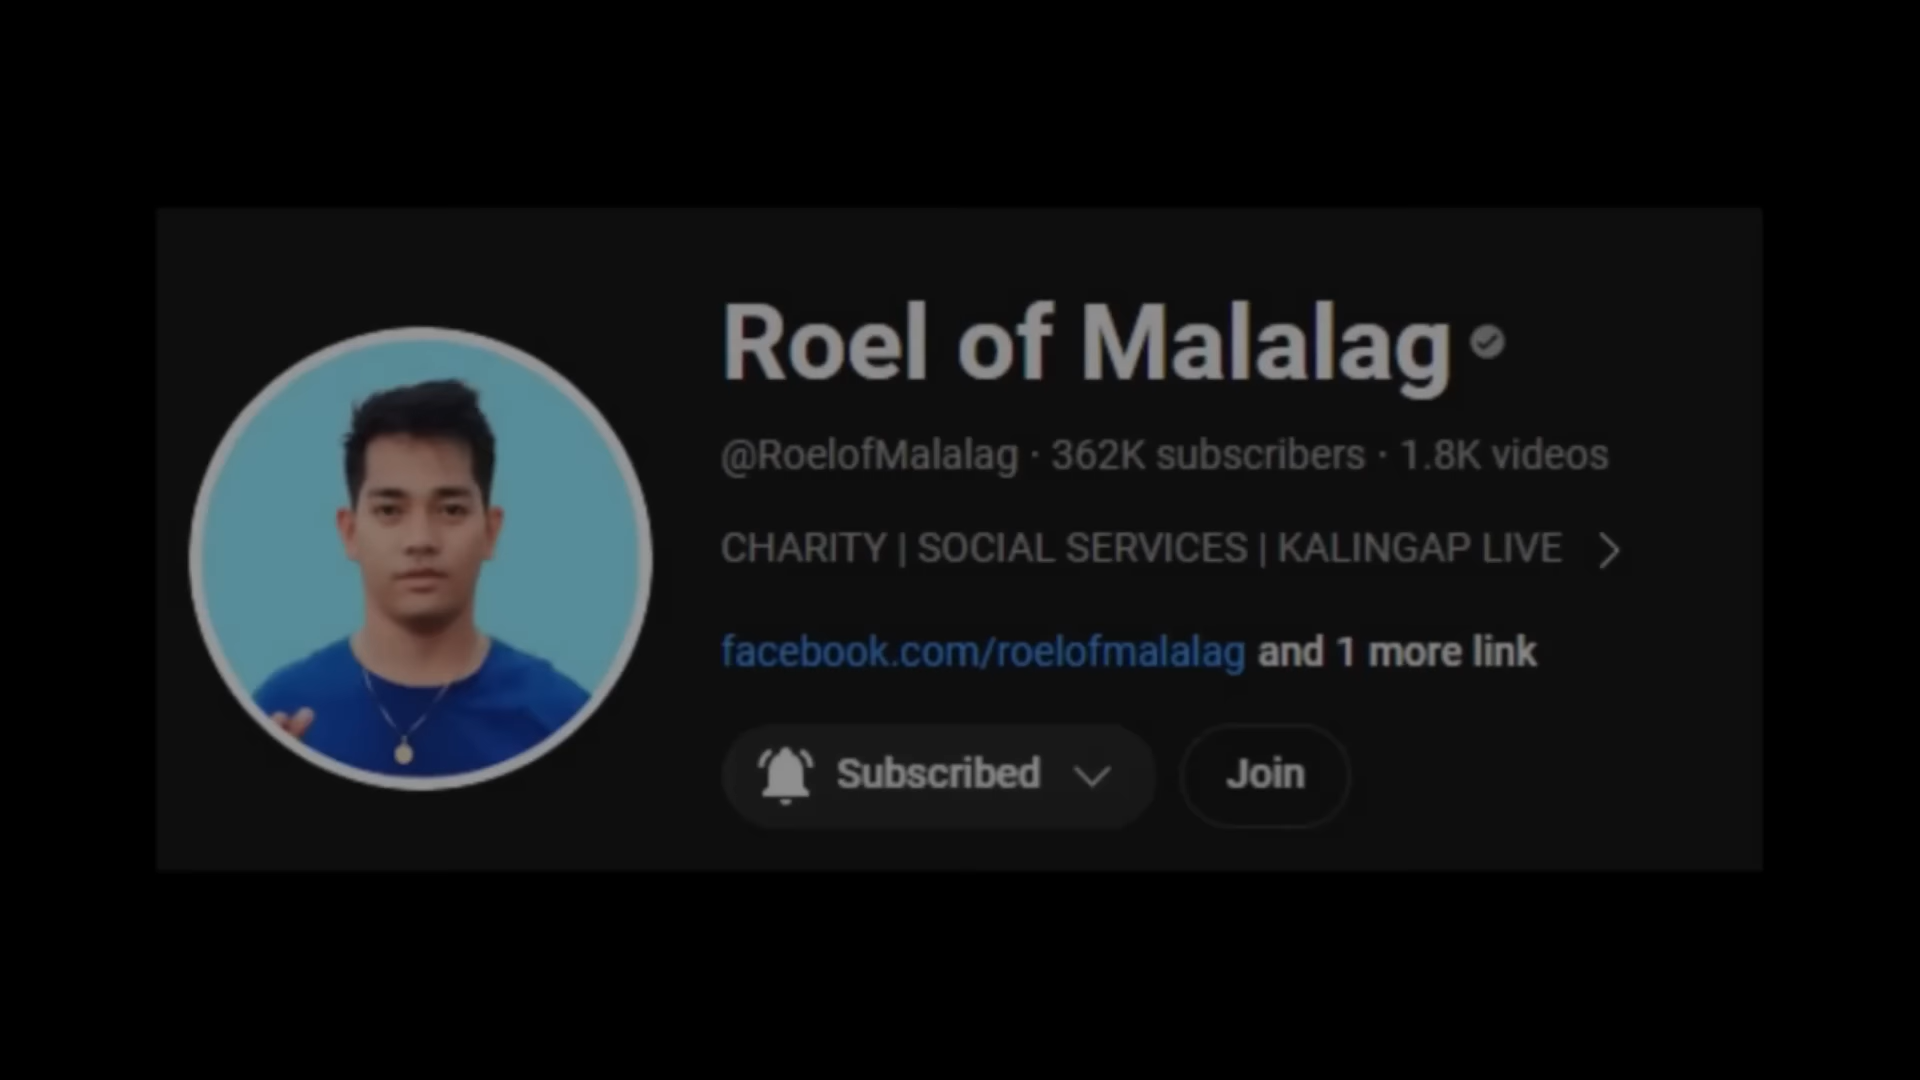 Roel of Malalag
@RoelofMalalag · 362K subscribers · 1.8K videos
CHARITY | SOCIAL SERVICES | KALINGAP LIVE
facebook.com/roelofmalalag and 1 more link
Subscribed
Join